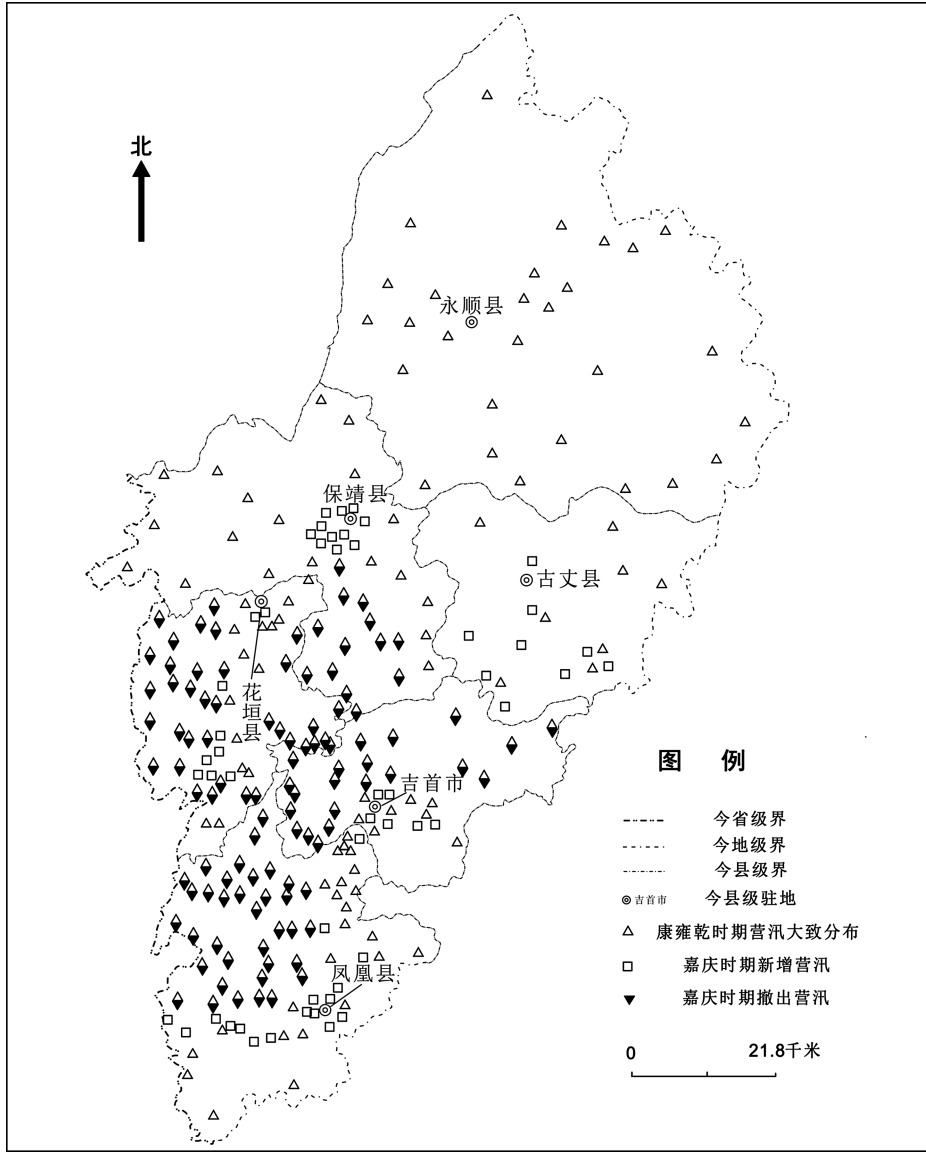 北
永顺县
保靖县
古丈县
花垣县
吉首市
凤凰县
图 例
今省级界
今地级界
今县级界
吉首市 今县级驻地
康雍乾时期营汛大致分布
嘉庆时期新增营汛
嘉庆时期撤出营汛
0 21.8千米